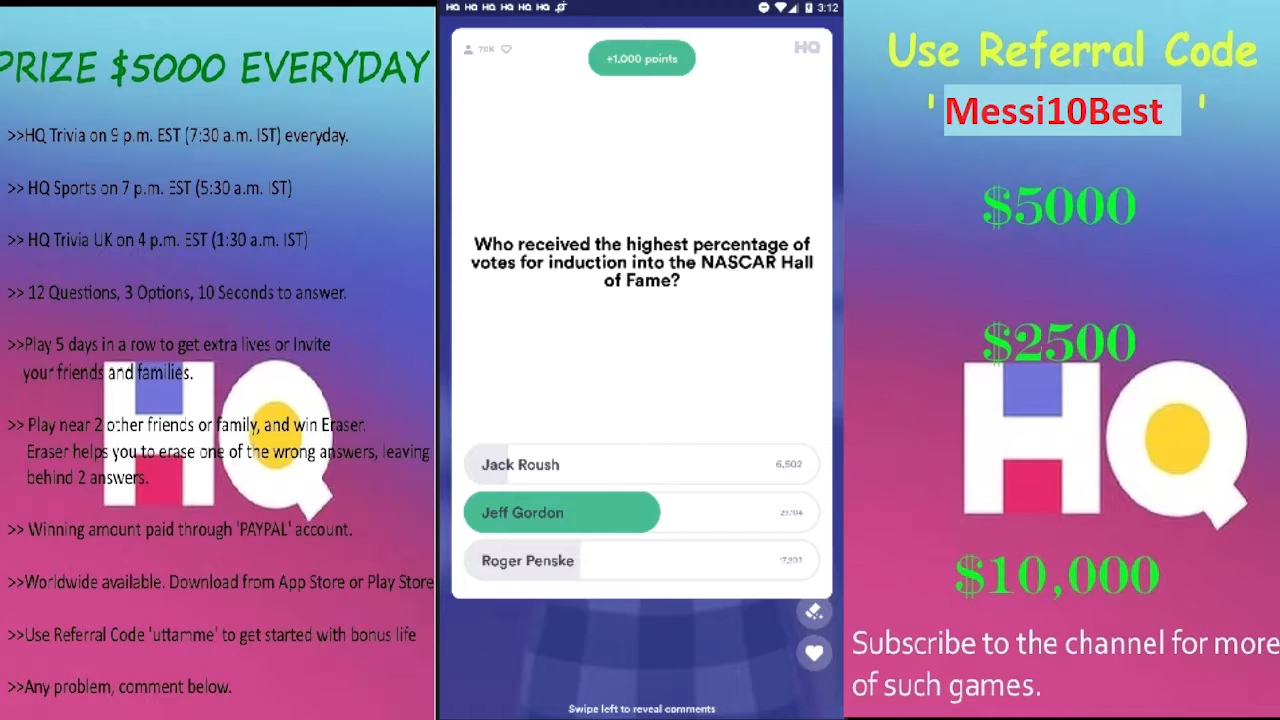 PRIZE $5000 EVERYDAY
>>HQ Trivia on 9 p.m. EST (7:30 a.m. IST) everyday.
>> HQ Sports on 7 p.m. EST (5:30 a.m. IST)
>> HQ Trivia UK on 4 p.m. EST (1:30 a.m. IST)
>> 12 Questions, 3 Options, 10 Seconds to answer.
>>Play 5 days in a row to get extra lives or Invite
your friends and families.
>> Play near 2 other friends or family, and win Eraser.
Eraser helps you to erase one of the wrong answers, leaving
behind 2 answers.
>> Winning amount paid through 'PAYPAL' account.
>>Worldwide available. Download from App Store or Play Store
>>Use Referral Code 'uttamme' to get started with bonus life
>>Any problem, comment below.
HQ
HQ HQ HQ HQ HQ HQ
3:12
HQ
+1,000 points
Who received the highest percentage of
votes for induction into the NASCAR Hall
of Fame?
Jack Roush 6,502
Jeff Gordon
Roger Penske
Swipe left to reveal comments
Use Referral Code
' Messi10Best '
$5000
$2500
HQ
$10,000
Subscribe to the channel for more
of such games.